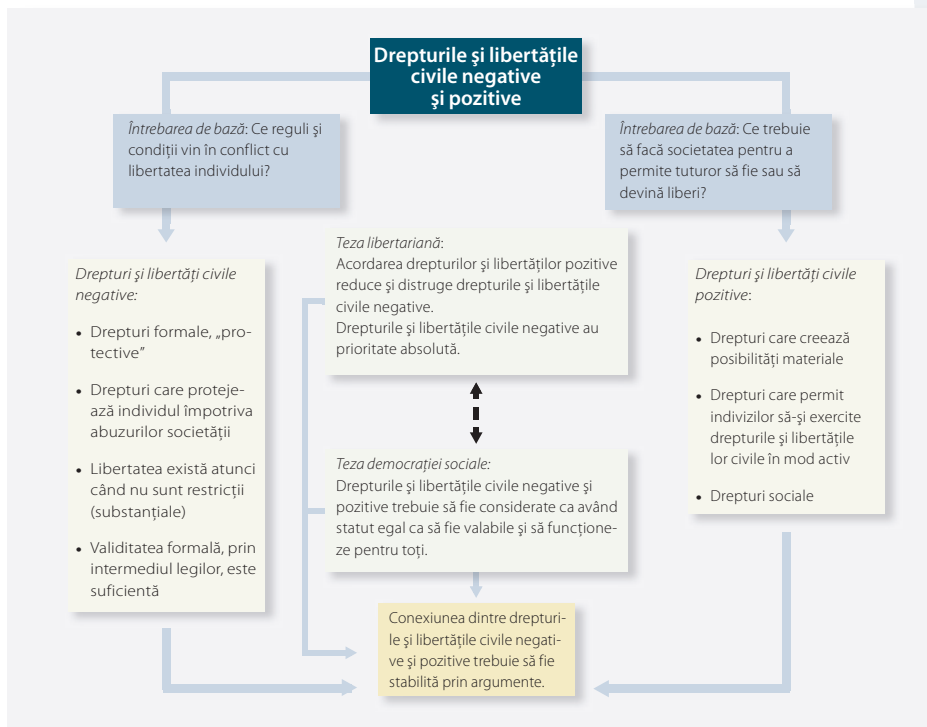 Drepturile şi libertăţile
civile negative
şi pozitive
Întrebarea de bază: Ce reguli şi
condiţii vin în conflict cu
libertatea individului?
Întrebarea de bază: Ce trebuie
să facă societatea pentru a
permite tuturor să fie sau să
devină liberi?
Drepturi şi libertăţi civile
negative:
• Drepturi formale, „pro-
tective”
• Drepturi care proteje-
ază individul împotriva
abuzurilor societăţii
• Libertatea există atunci
când nu sunt restricţii
(substanţiale)
• Validitatea formală, prin
intermediul legilor, este
suficientă
Teza libertariană:
Acordarea drepturilor şi libertăţilor pozitive
reduce şi distruge drepturile şi libertăţile
civile negative.
Drepturile şi libertăţile civile negative au
prioritate absolută.
Teza democraţiei sociale:
Drepturile şi libertăţile civile negative şi
pozitive trebuie să fie considerate ca având
statut egal ca să fie valabile şi să funcţione-
ze pentru toţi.
Drepturi şi libertăţi civile
pozitive:
• Drepturi care creează
posibilităţi materiale
• Drepturi care permit
indivizilor să-şi exercite
drepturile şi libertăţile
lor civile în mod activ
• Drepturi sociale
Conexiunea dintre drepturi-
le şi libertăţile civile negati-
ve şi pozitive trebuie să fie
stabilită prin argumente.